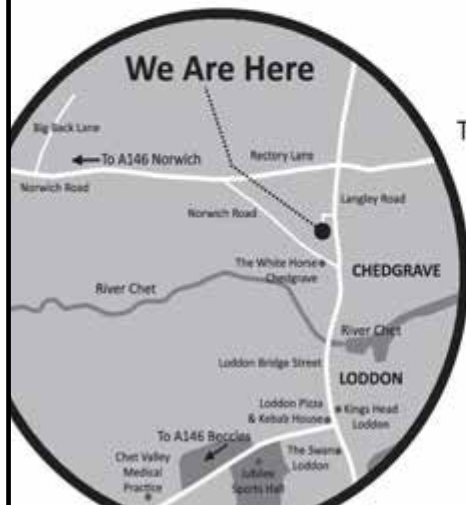 We Are Here
T
Big Back Lane
To A146 Norwich
Rectory Lane
Norwich Road
Langley Road
Norwich Road
The White Horse
Chedgrave
CHEDGRAVE
River Chet
River Chet
Loddon Bridge Street
LODDON
Loddon Pizza
& Kebab House
Kings Head
Loddon
To A146 Beccles
The Swan
Loddon
Chet Valley
Medical
Practice
Jubilee
Sports Hall